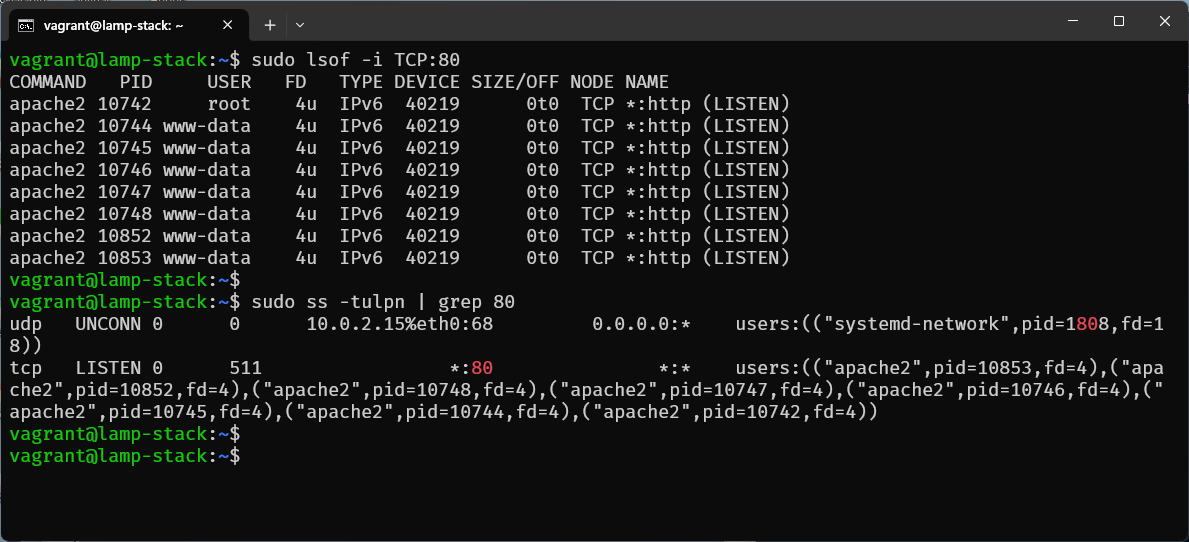 vagrant@lamp-stack: ~
vagrant@lamp-stack:~$ sudo lsof -i TCP:80
COMMAND   PID     USER   FD   TYPE DEVICE SIZE/OFF NODE NAME
apache2 10742     root    4u  IPv6  40219      0t0  TCP *:http (LISTEN)
apache2 10744 www-data    4u  IPv6  40219      0t0  TCP *:http (LISTEN)
apache2 10745 www-data    4u  IPv6  40219      0t0  TCP *:http (LISTEN)
apache2 10746 www-data    4u  IPv6  40219      0t0  TCP *:http (LISTEN)
apache2 10747 www-data    4u  IPv6  40219      0t0  TCP *:http (LISTEN)
apache2 10748 www-data    4u  IPv6  40219      0t0  TCP *:http (LISTEN)
apache2 10852 www-data    4u  IPv6  40219      0t0  TCP *:http (LISTEN)
apache2 10853 www-data    4u  IPv6  40219      0t0  TCP *:http (LISTEN)
vagrant@lamp-stack:~$
vagrant@lamp-stack:~$ sudo ss -tulpn | grep 80
udp   UNCONN 0      0      10.0.2.15%eth0:68         0.0.0.0:*    users:(("systemd-network",pid=1808,fd=1
8))
tcp   LISTEN 0      511                 *:80               *:*    users:(("apache2",pid=10853,fd=4),("apa
che2",pid=10852,fd=4),("apache2",pid=10748,fd=4),("apache2",pid=10747,fd=4),("apache2",pid=10746,fd=4),("
apache2",pid=10745,fd=4),("apache2",pid=10744,fd=4),("apache2",pid=10742,fd=4))
vagrant@lamp-stack:~$
vagrant@lamp-stack:~$